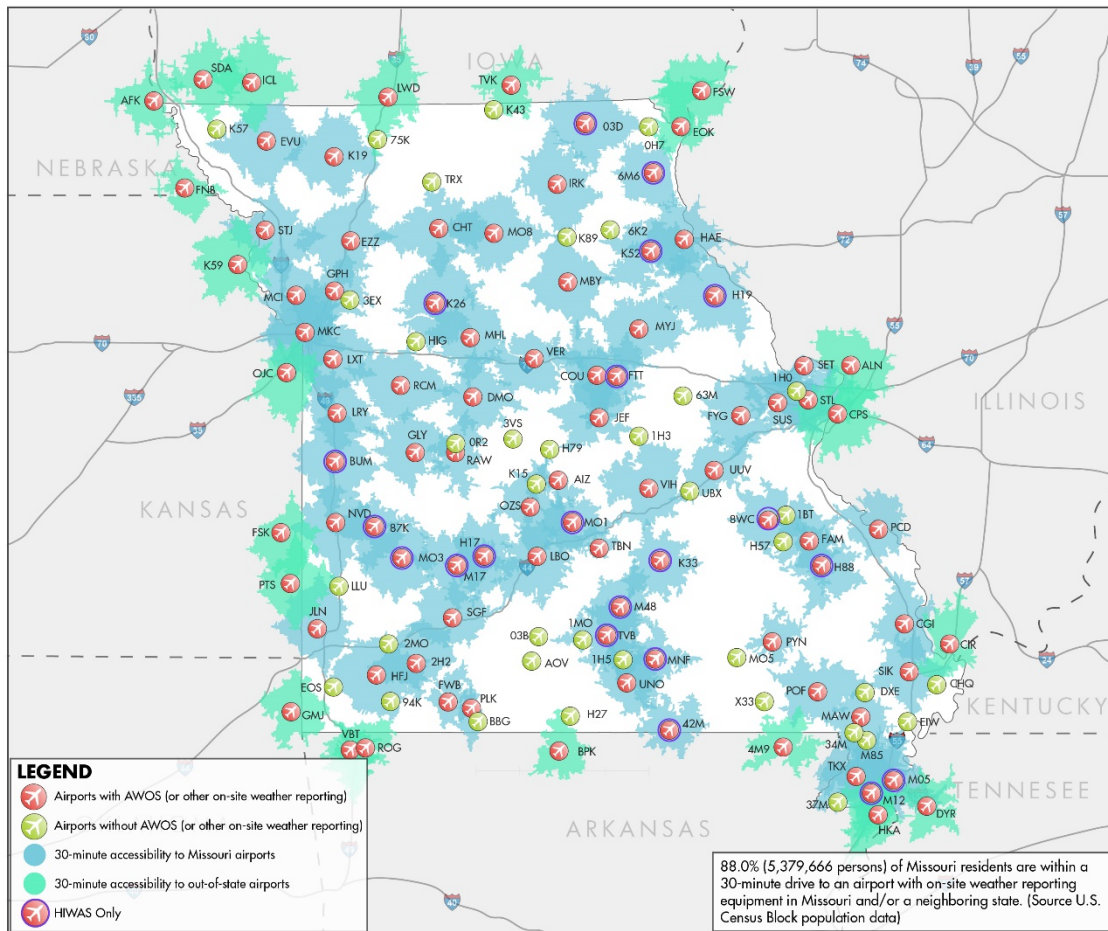 IOWA
SDA
ICL
AFK
LWD
TVK
FSW
K57
EVU
K43
03D
EOK
75K
0H7
K19
NEBRASKA
TRX
IRK
6M6
FNB
STJ
EZZ
CHT
MO8
K89
6K2
HAE
K52
K59
GPH
MCI
3EX
K26
MBY
H19
MKC
HIG
MHL
MYJ
LXT
VER
SET
ALN
OJC
RCM
COU
FTT
1H0
STL
DMO
63M
FYG
SUS
CPS
ILLINOIS
LRY
JEF
3VS
1H3
GLY
0R2
RAW
H79
BUM
K15
AIZ
UUV
VIH
UBX
KANSAS
OZS
NVD
B7K
MO1
8WC
1BT
PCD
FSK
H17
TBN
H57
FAM
MO3
M17
LBO
K33
H88
PTS
LLU
M48
JLN
SGF
1MO
CGI
03B
TVB
2MO
PYN
CIR
2H2
AOV
1H5
MNF
MO5
HFJ
UNO
SIK
EOS
FWB
POF
DXE
CHQ
GMJ
94K
PLK
X33
KENTUCKY
BBG
H27
MAW
EIW
42M
34M
VBT
ROG
BPK
4M9
M85
LEGEND
TKX
M05
TENNESSEE
Airports with AWOS (or other on-site weather reporting)
M12
37M
DYR
HKA
Airports without AWOS (or other on-site weather reporting)
ARKANSAS
30-minute accessibility to Missouri airports
30-minute accessibility to out-of-state airports
HIWAS Only
88.0% (5,379,666 persons) of Missouri residents are within a
30-minute drive to an airport with on-site weather reporting
equipment in Missouri and/or a neighboring state. (Source U.S.
Census Block population data)